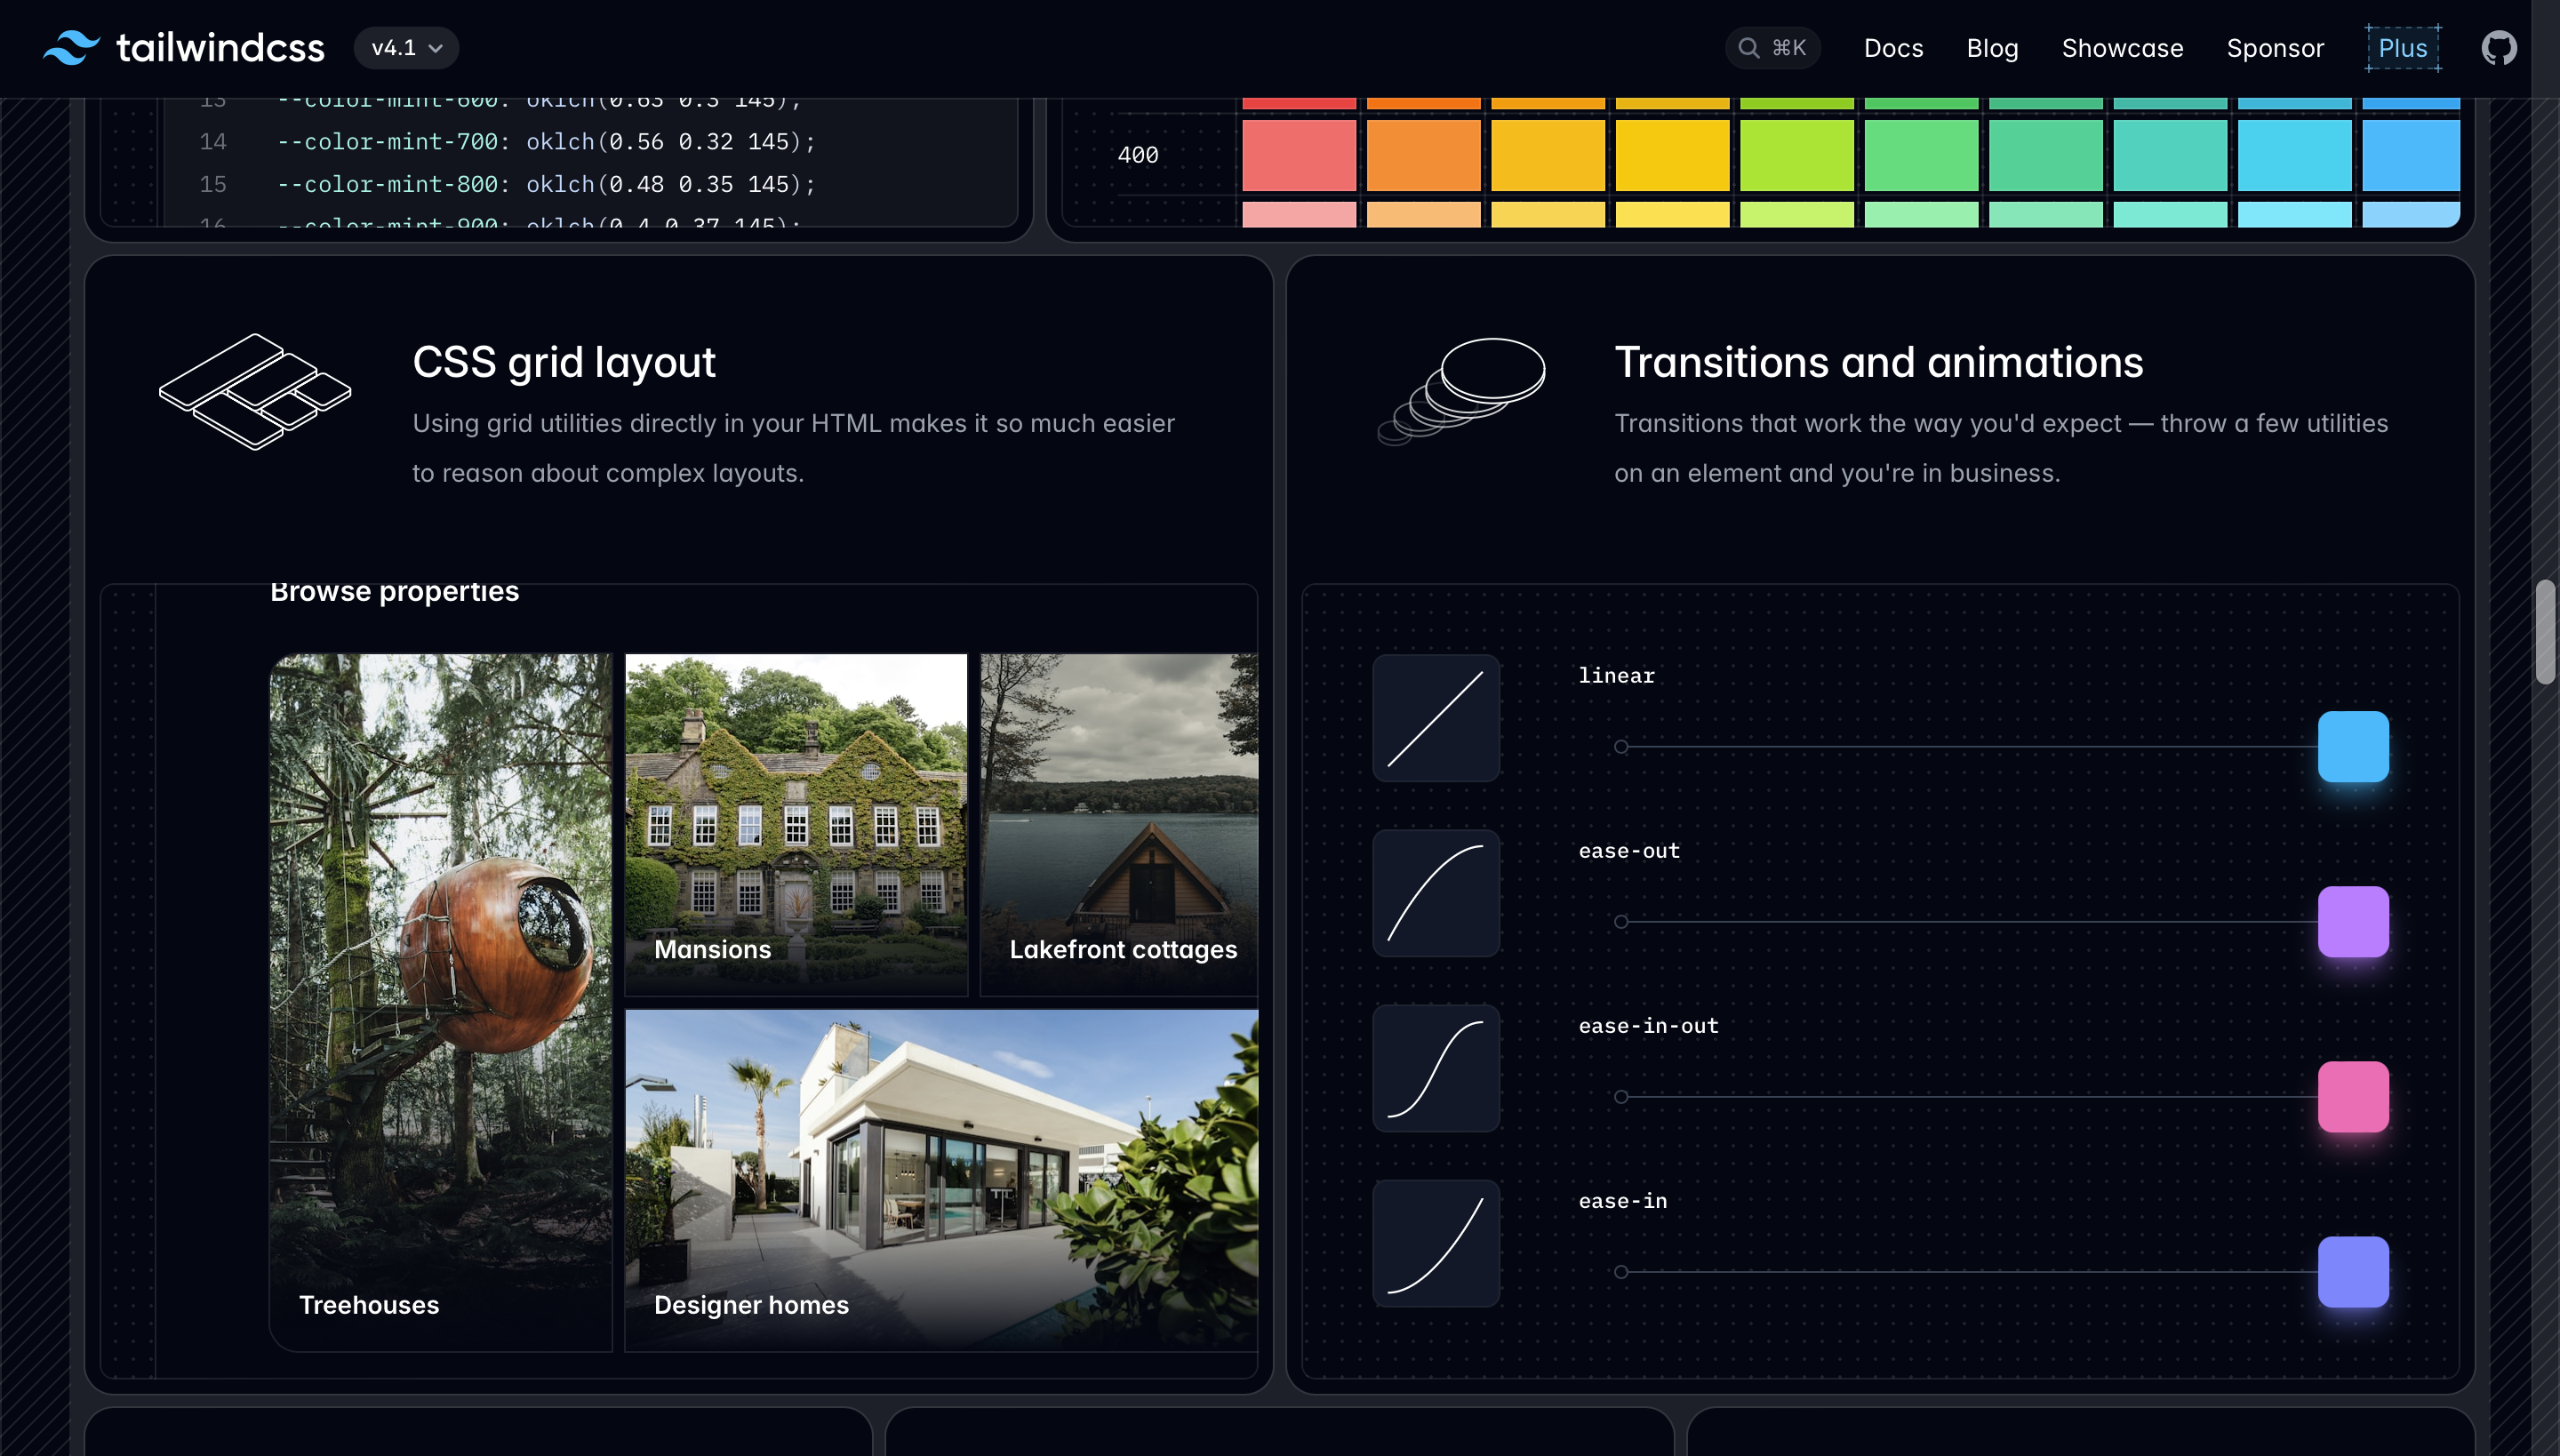 tailwindcss
v4.1
⌘K
Docs
Blog
Showcase
Sponsor
Plus
13 --color-mint-600: oklch(0.63 0.3 145);
14 --color-mint-700: oklch(0.56 0.32 145);
15 --color-mint-800: oklch(0.48 0.35 145);
16 --color-mint-900: oklch(0.4 0.37 145);
400
CSS grid layout
Using grid utilities directly in your HTML makes it so much easier
to reason about complex layouts.
Browse properties
Treehouses
Mansions
Lakefront cottages
Designer homes
Transitions and animations
Transitions that work the way you'd expect — throw a few utilities
on an element and you're in business.
linear
ease-out
ease-in-out
ease-in